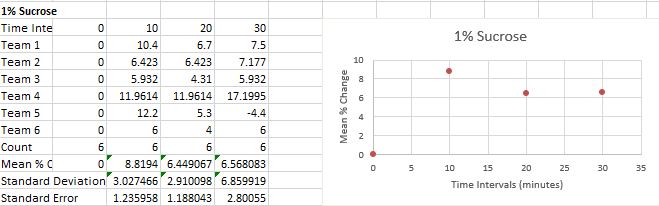 1% Sucrose
Time Inte 0 10 20 30
Team 1 0 10.4 6.7 7.5
Team 2 0 6.423 6.423 7.177
Team 3 0 5.932 4.31 5.932
Team 4 0 11.9614 11.9614 17.1995
Team 5 0 12.2 5.3 -4.4
Team 6 0 6 4 6
Count 6 6 6 6
Mean % C 0 8.8194 6.449067 6.568083
Standard Deviation 3.027466 2.910098 6.859919
Standard Error 1.235958 1.188043 2.80055
1% Sucrose
Mean % Change
10
8
6
4
2
0
0 5 10 15 20 25 30 35
Time Intervals (minutes)